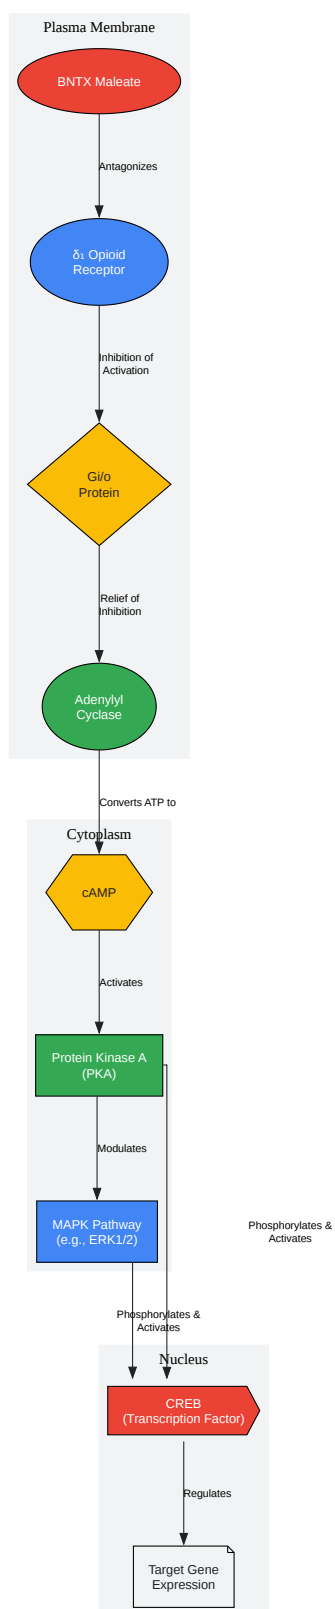 Plasma Membrane
BNTX Maleate
Antagonizes
δ₁ Opioid
Receptor
Inhibition of
Activation
Gi/o
Protein
Relief of
Inhibition
Adenylyl
Cyclase
Converts ATP to
Cytoplasm
cAMP
Activates
Protein Kinase A
(PKA)
Modulates
MAPK Pathway
(e.g., ERK1/2)
Phosphorylates &
Activates
Phosphorylates &
Activates
Nucleus
CREB
(Transcription Factor)
Regulates
Target Gene
Expression